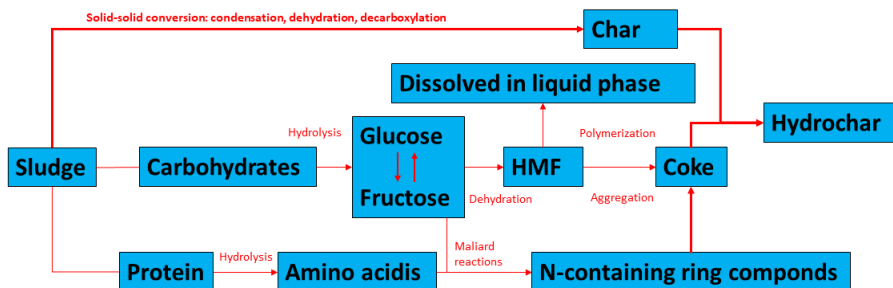 Solid-solid conversion: condensation, dehydration, decarboxylation
Char
Dissolved in liquid phase
Hydrochar
Hydrolysis
Glucose
Polymerization
Sludge
Carbohydrates
HMF
Coke
Fructose
Dehydration
Aggregation
Protein
Hydrolysis
Amino acidis
Maliard
reactions
N-containing ring componds